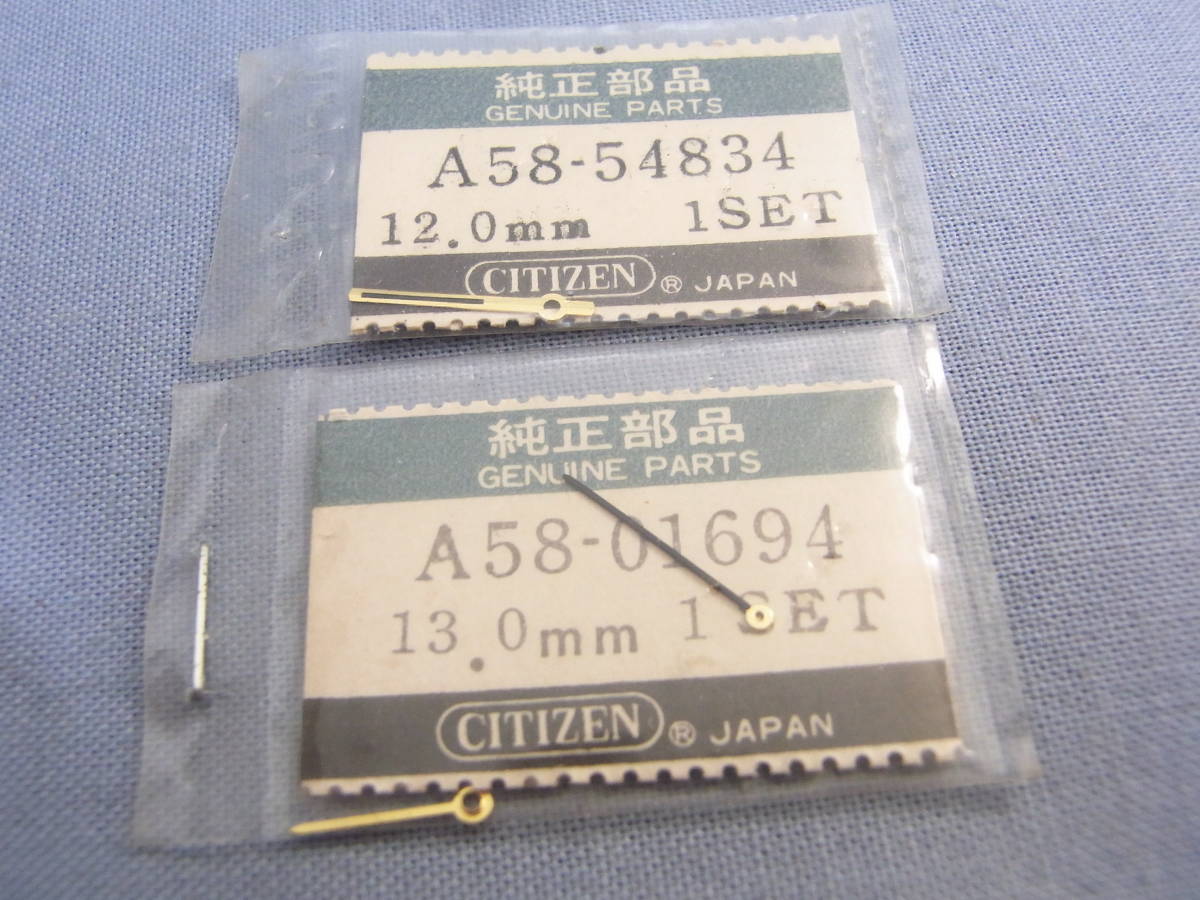 純正部品
GENUINE PARTS
A58-54834
12.0mm 1SET
CITIZEN ® JAPAN
純正部品
GENUINE PARTS
A58-01694
13.0mm 1SET
CITIZEN ® JAPAN